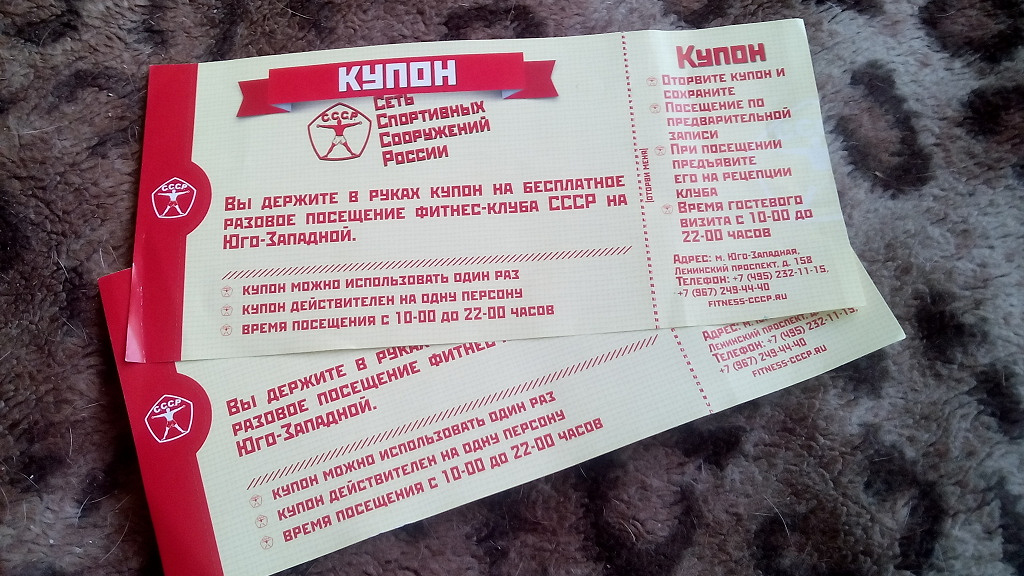 КУПОН
СССР
Сеть
Спортивных
Сооружений
России
СССР
Вы держите в руках купон на бесплатное
разовое посещение фитнес-клуба СССР на
Юго-Западной.
купон можно использовать один раз
купон действителен на одну персону
время посещения с 10-00 до 22-00 часов
Купон
Оторвите купон и
сохраните
Посещение по
предварительной
записи
При посещении
предъявите
его на рецепции
клуба
Время гостевого
визита с 10-00 до
22-00 часов
Адрес: м. Юго-Западная,
Ленинский проспект, д. 158
Телефон: +7 (495) 232-11-15,
+7 (967) 249-44-40
fitness-cccp.ru
СССР
Вы держите в руках
разовое посещение фитнес-
Юго-Западной.
купон можно использовать один раз
купон действителен на одну персону
время посещения с 10-00 до 22-00 часов
Адрес: м.
Ленинский проспект,
Телефон: +7 (495) 232-11-15,
+7 (967) 249-44-40
fitness-cccp.ru